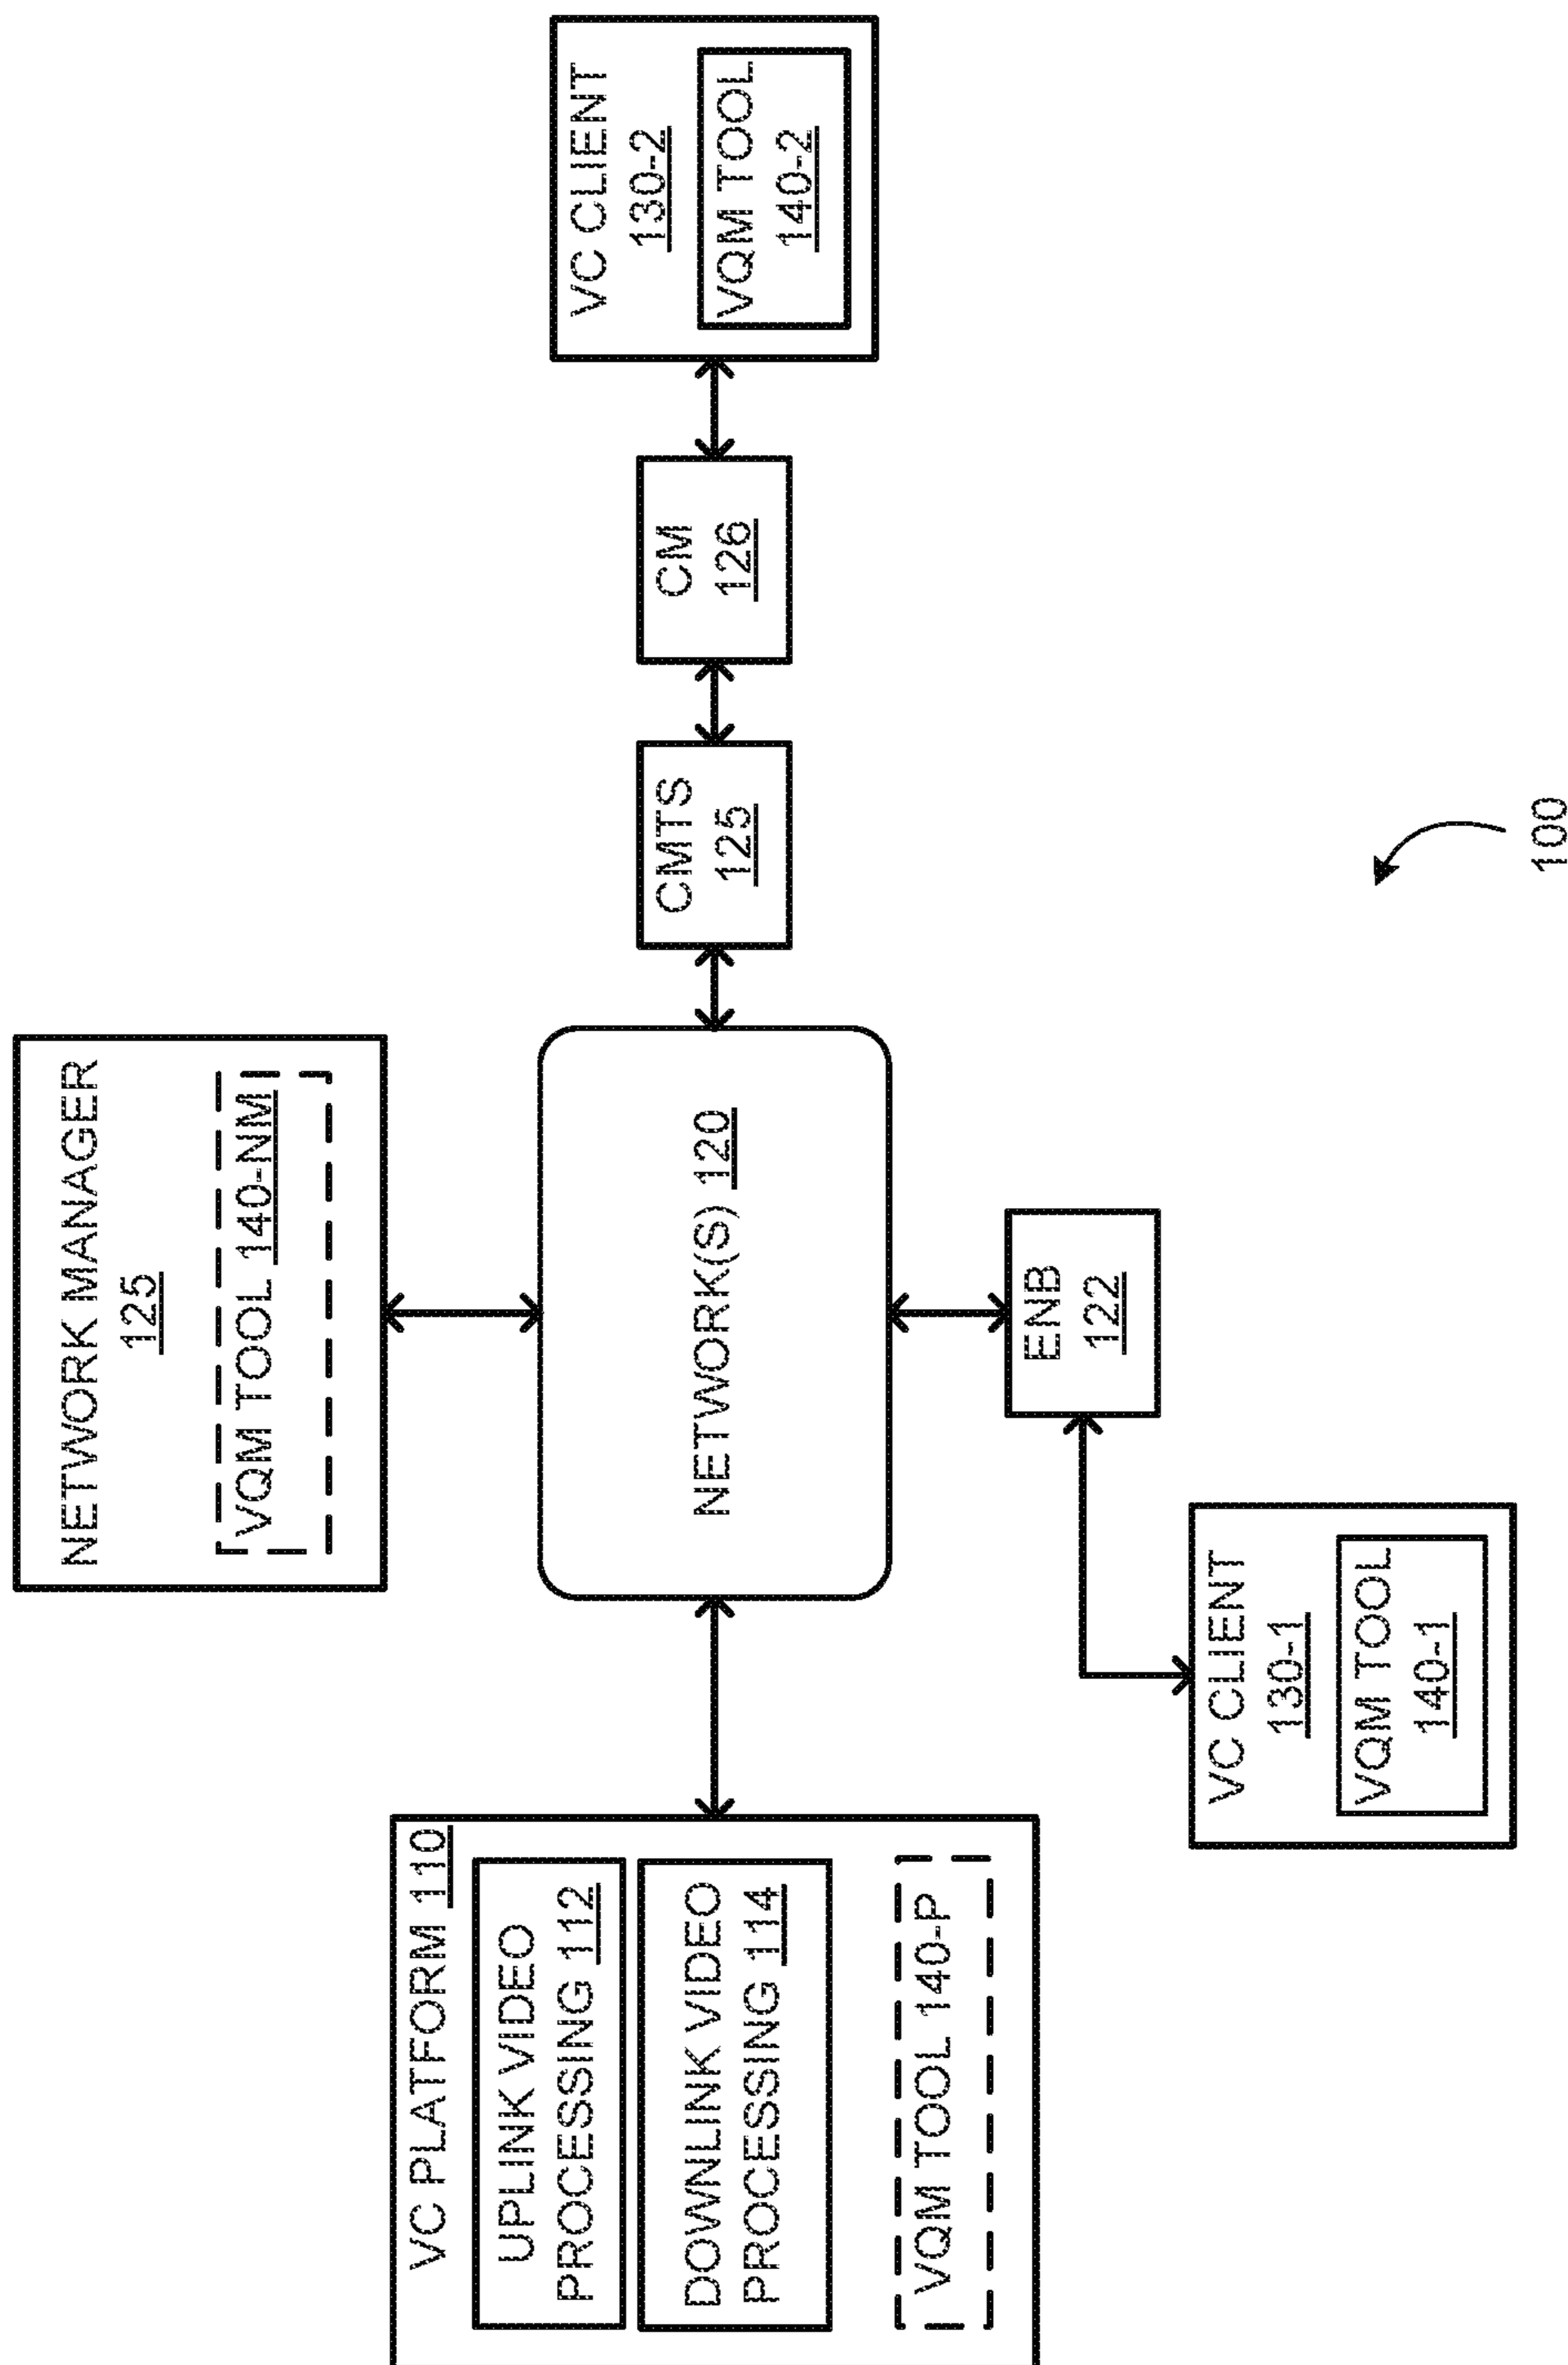 NETWORK MANAGER
125
VQM TOOL 140-NM
VC PLATFORM 110
UPLINK VIDEO
PROCESSING 112
DOWNLINK VIDEO
PROCESSING 114
VQM TOOL 140-P
NETWORK(S) 120
CMTS
125
CM
126
VC CLIENT
130-2
VQM TOOL
140-2
ENB
122
VC CLIENT
130-1
VQM TOOL
140-1
100